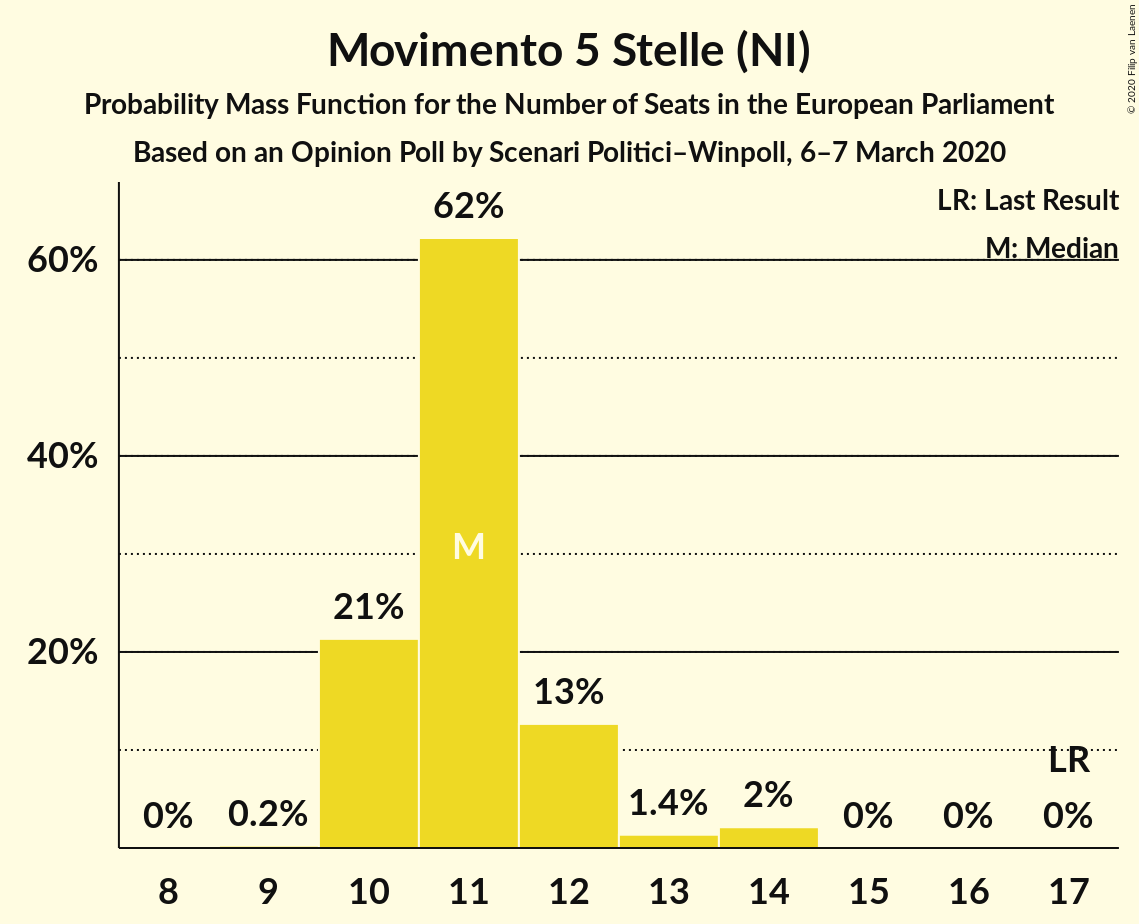 Movimento 5 Stelle (NI)
Probability Mass Function for the Number of Seats in the European Parliament
Based on an Opinion Poll by Scenari Politici–Winpoll, 6–7 March 2020
© 2020 Filip van Laenen
LR: Last Result
M: Median
60%
40%
20%
0%
0.2%
21%
62%
M
13%
1.4%
2%
0%
0%
LR
0%
8
9
10
11
12
13
14
15
16
17